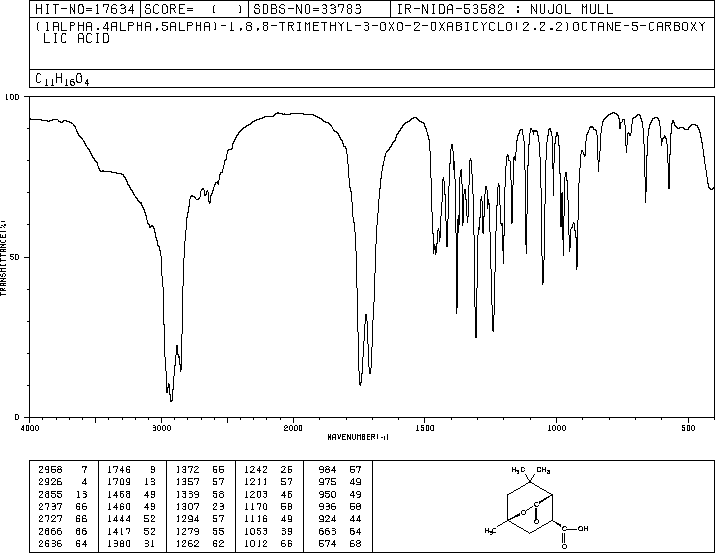 HIT-NO=17634 SCORE= ( ) SDBS-NO=33783 IR-NIDA-53582 : NUJOL MULL
(1ALPHA,4ALPHA,5ALPHA)-1,8,8-TRIMETHYL-3-OXO-2-OXABICYCLO(2.2.2)OCTANE-5-CARBOXY
LIC ACID
C11H16O4
100
50
0
TRANSMITTANCE(%)
4000 3000 2000 1500 1000 500
WAVENUMBER(-1)
2968 7 1746 9 1372 66 1242 26 984 57
2926 4 1709 13 1357 57 1211 57 975 49
2855 13 1468 49 1339 58 1203 46 950 49
2737 66 1460 49 1307 23 1170 58 936 58
2727 66 1444 52 1294 57 1116 49 924 44
2666 66 1417 52 1279 55 1053 39 663 64
2636 64 1380 31 1262 62 1012 66 574 68
H3C CH3
O O
H3C C OH
O